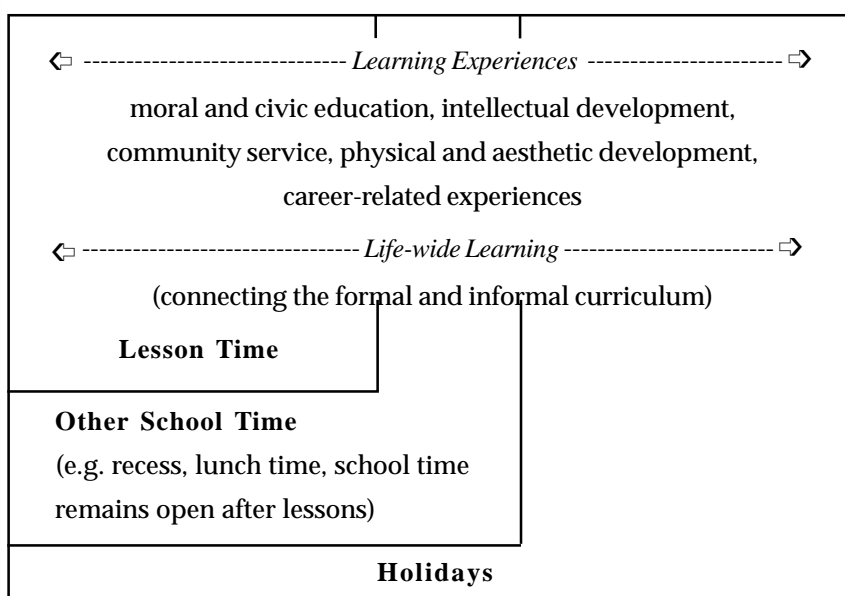 ⇦ ------------------------------- Learning Experiences ----------------------- ⇨
moral and civic education, intellectual development,
community service, physical and aesthetic development,
career-related experiences
⇦ --------------------------------- Life-wide Learning ------------------------- ⇨
(connecting the formal and informal curriculum)
Lesson Time
Other School Time
(e.g. recess, lunch time, school time
remains open after lessons)
Holidays